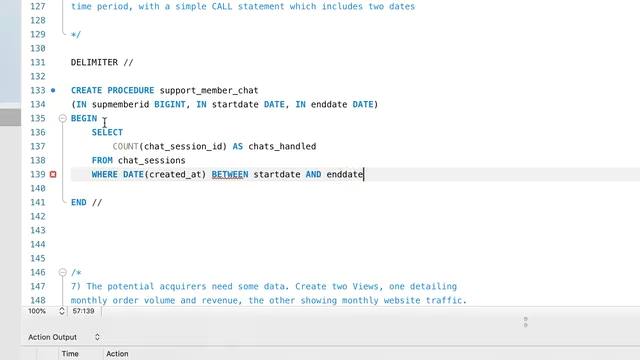 127 time period, with a simple CALL statement which includes two dates
128
129 */
130
131 DELIMITER //
132
133 CREATE PROCEDURE support_member_chat
134 (IN supmemberid BIGINT, IN startdate DATE, IN enddate DATE)
135 BEGIN
136 SELECT
137 COUNT(chat_session_id) AS chats_handled
138 FROM chat_sessions
139 WHERE DATE(created_at) BETWEEN startdate AND enddate
140
141 END //
142
143
144
145
146 /*
147 7) The potential acquirers need some data. Create two Views, one detailing
148 monthly order volume and revenue, the other showing monthly website traffic.
100% 57:139
Action Output
Time Action